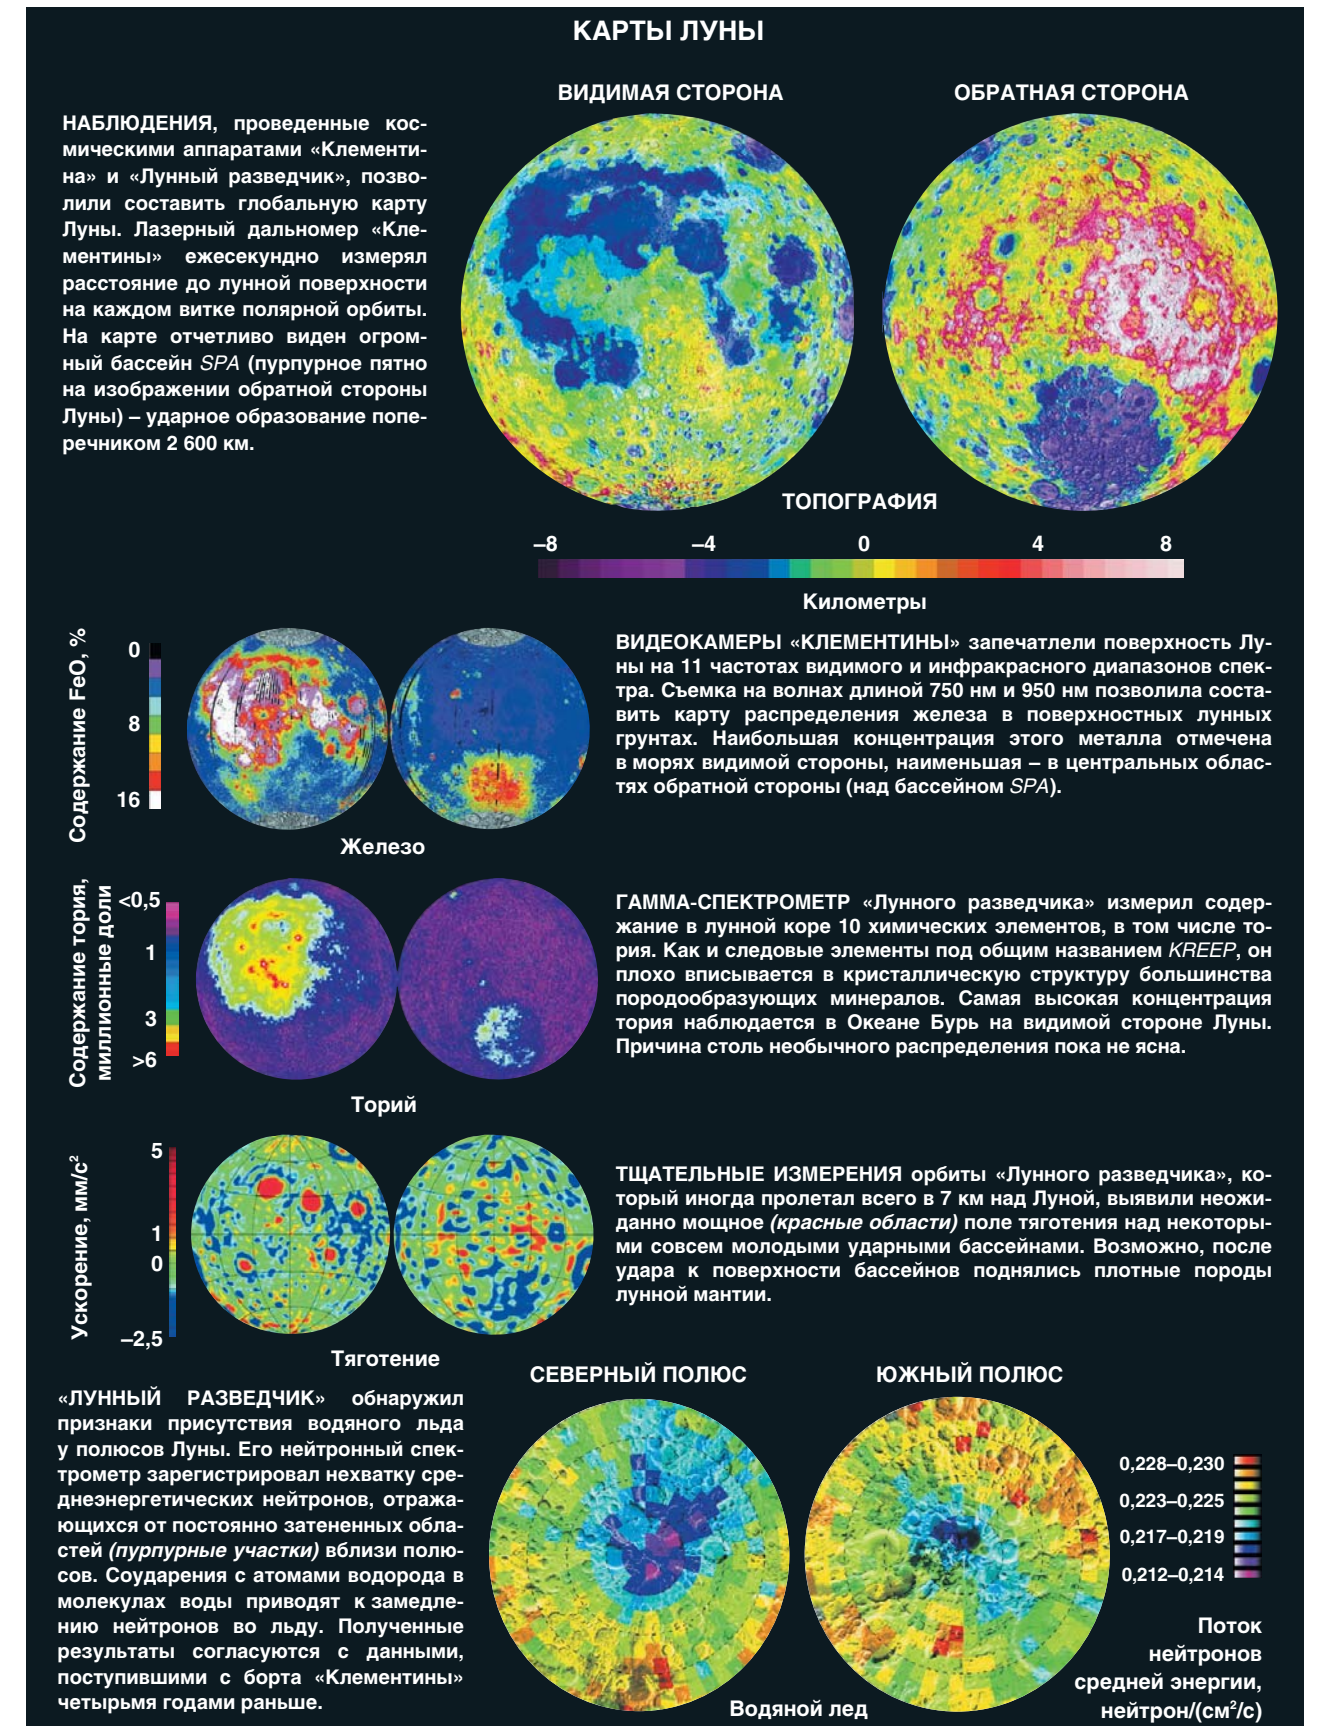 КАРТЫ ЛУНЫ
ВИДИМАЯ СТОРОНА
ОБРАТНАЯ СТОРОНА
НАБЛЮДЕНИЯ, проведенные кос-
мическими аппаратами «Клементи-
на» и «Лунный разведчик», позво-
лили составить глобальную карту
Луны. Лазерный дальномер «Кле-
ментины» ежесекундно измерял
расстояние до лунной поверхности
на каждом витке полярной орбиты.
На карте отчетливо виден огром-
ный бассейн SPA (пурпурное пятно
на изображении обратной стороны
Луны) – ударное образование попе-
речником 2 600 км.
ТОПОГРАФИЯ
–8 –4 0 4 8
Километры
Содержание FeO, %
0
8
16
Железо
ВИДЕОКАМЕРЫ «КЛЕМЕНТИНЫ» запечатлели поверхность Лу-
ны на 11 частотах видимого и инфракрасного диапазонов спек-
тра. Съемка на волнах длиной 750 нм и 950 нм позволила соста-
вить карту распределения железа в поверхностных лунных
грунтах. Наибольшая концентрация этого металла отмечена
в морях видимой стороны, наименьшая – в центральных облас-
тях обратной стороны (над бассейном SPA).
Содержание тория,
миллионные доли
<0,5
1
3
>6
Торий
ГАММА-СПЕКТРОМЕТР «Лунного разведчика» измерил содер-
жание в лунной коре 10 химических элементов, в том числе то-
рия. Как и следовые элементы под общим названием KREEP, он
плохо вписывается в кристаллическую структуру большинства
породообразующих минералов. Самая высокая концентрация
тория наблюдается в Океане Бурь на видимой стороне Луны.
Причина столь необычного распределения пока не ясна.
Ускорение, мм/с²
5
1
0
–2,5
Тяготение
ТЩАТЕЛЬНЫЕ ИЗМЕРЕНИЯ орбиты «Лунного разведчика», ко-
торый иногда пролетал всего в 7 км над Луной, выявили неожи-
данно мощное (красные области) поле тяготения над некоторы-
ми совсем молодыми ударными бассейнами. Возможно, после
удара к поверхности бассейнов поднялись плотные породы
лунной мантии.
«ЛУННЫЙ РАЗВЕДЧИК» обнаружил
признаки присутствия водяного льда
у полюсов Луны. Его нейтронный спек-
трометр зарегистрировал нехватку сре-
днеэнергетических нейтронов, отража-
ющихся от постоянно затененных обла-
стей (пурпурные участки) вблизи полю-
сов. Соударения с атомами водорода в
молекулах воды приводят к замедле-
нию нейтронов во льду. Полученные
результаты согласуются с данными,
поступившими с борта «Клементины»
четырьмя годами раньше.
СЕВЕРНЫЙ ПОЛЮС
ЮЖНЫЙ ПОЛЮС
0,228–0,230
0,223–0,225
0,217–0,219
0,212–0,214
Поток
нейтронов
средней энергии,
нейтрон/(см²/с)
Водяной лед